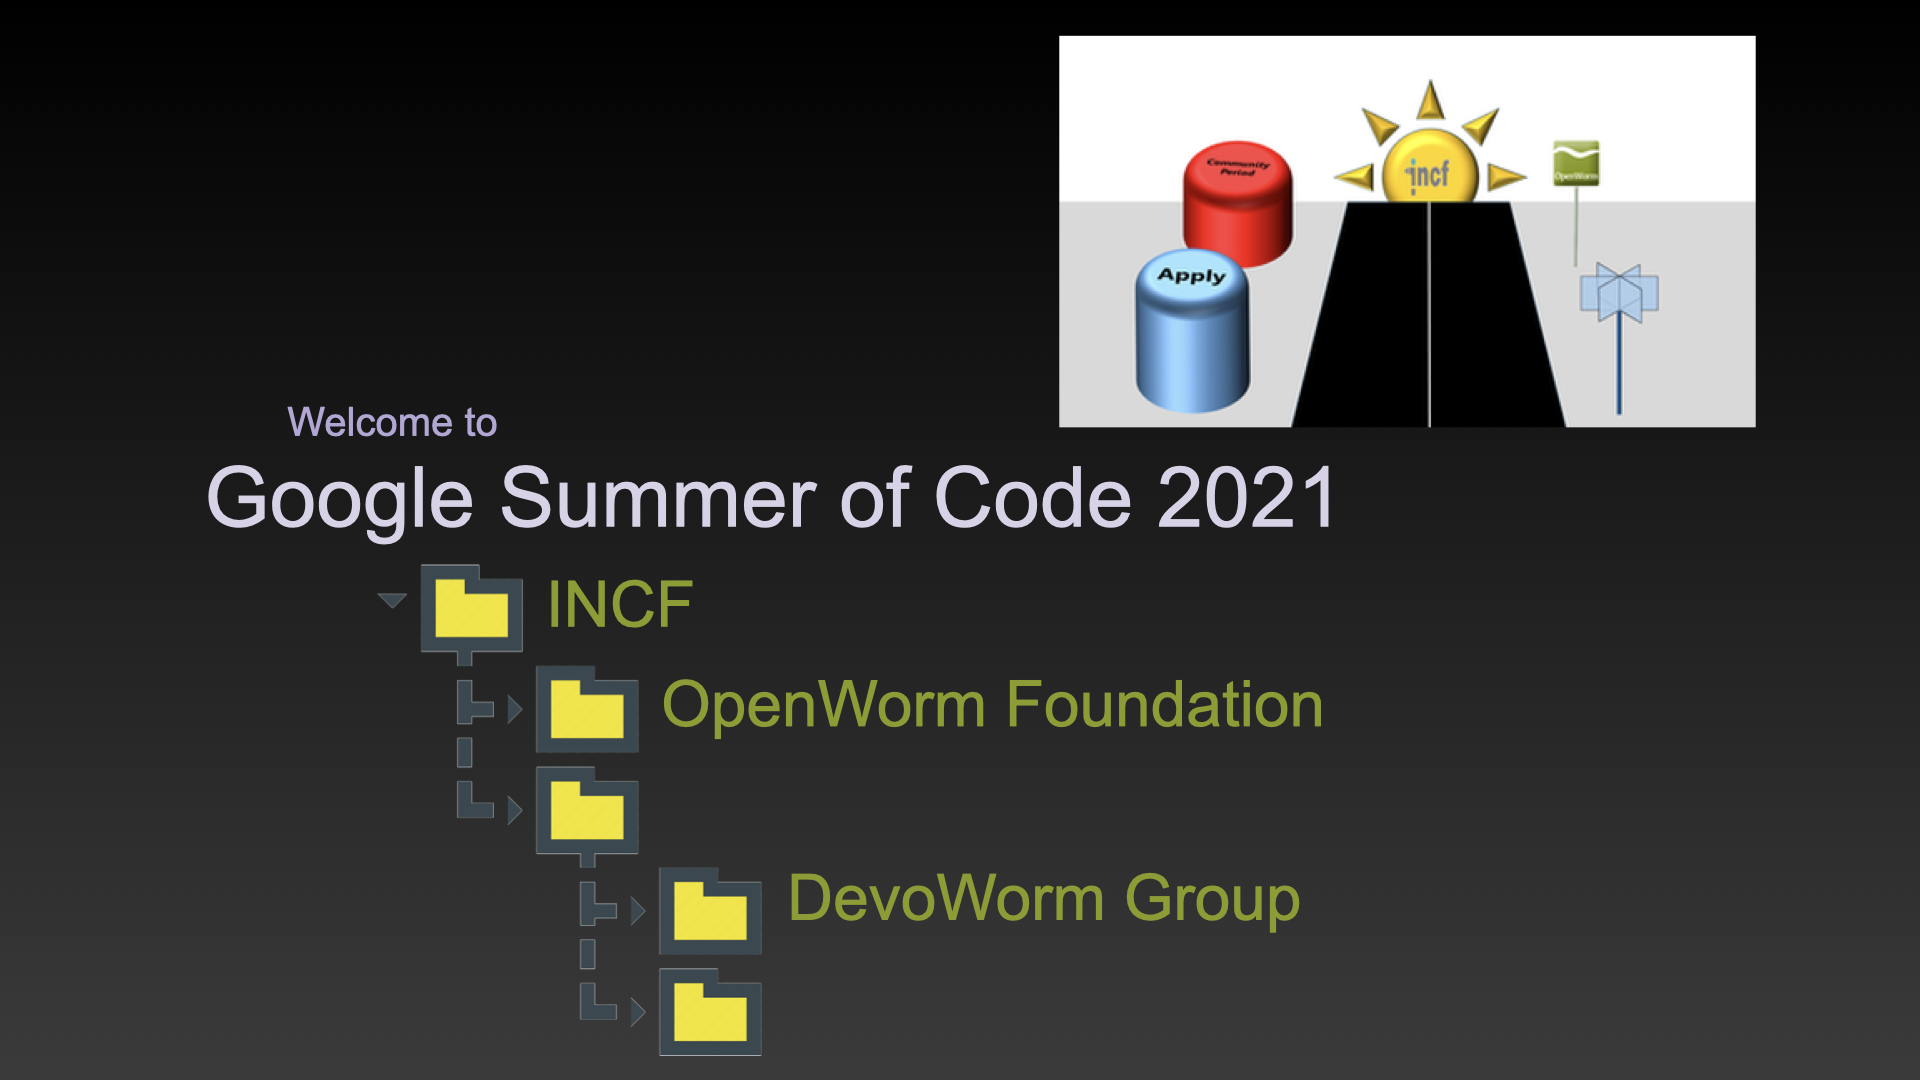 Community
Period
incf
OpenWorm
Apply
Welcome to
Google Summer of Code 2021
INCF
OpenWorm Foundation
DevoWorm Group